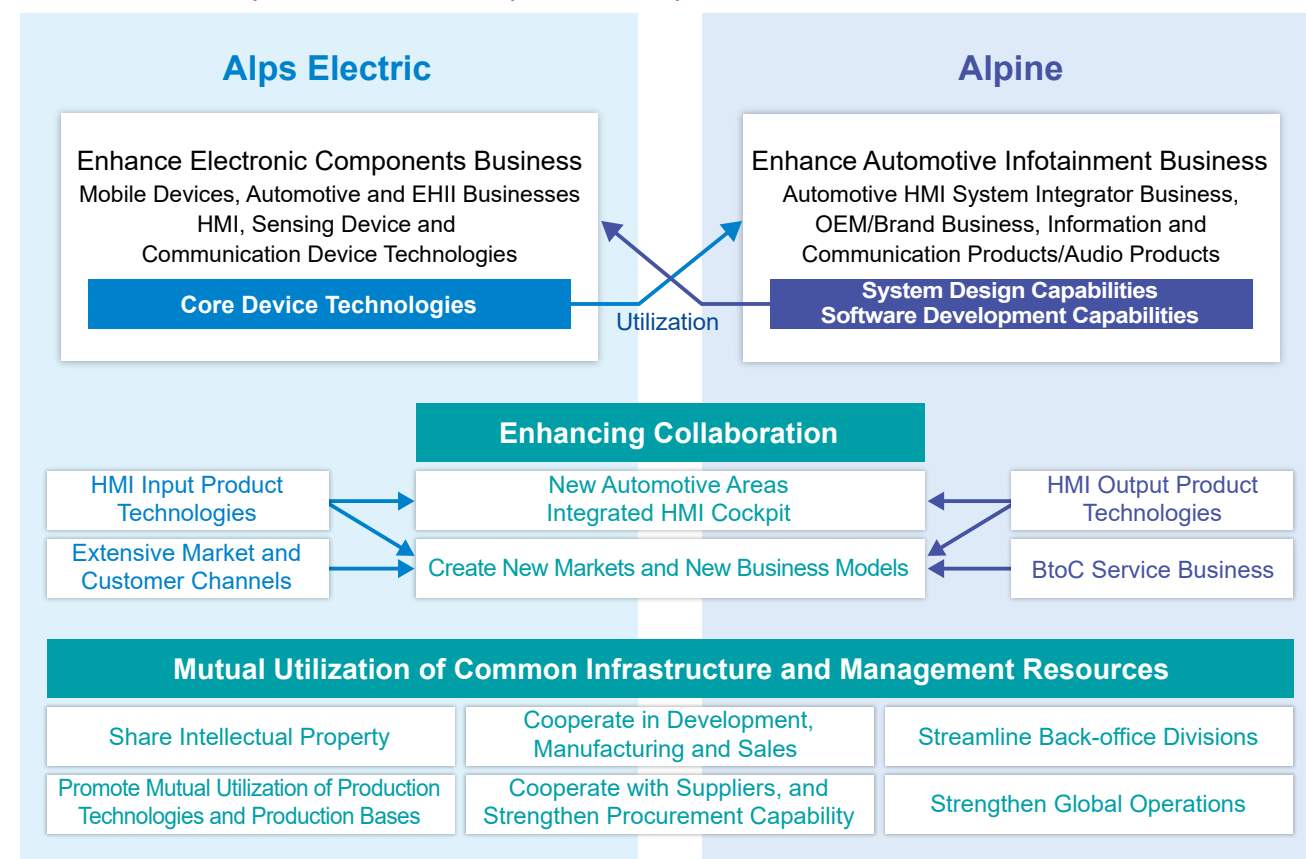 Alps Electric
Alpine
Enhance Electronic Components Business
Mobile Devices, Automotive and EHII Businesses
HMI, Sensing Device and
Communication Device Technologies
Core Device Technologies
Enhance Automotive Infotainment Business
Automotive HMI System Integrator Business,
OEM/Brand Business, Information and
Communication Products/Audio Products
System Design Capabilities
Software Development Capabilities
Utilization
Enhancing Collaboration
HMI Input Product
Technologies
New Automotive Areas
Integrated HMI Cockpit
HMI Output Product
Technologies
Extensive Market and
Customer Channels
Create New Markets and New Business Models
BtoC Service Business
Mutual Utilization of Common Infrastructure and Management Resources
Share Intellectual Property
Cooperate in Development,
Manufacturing and Sales
Streamline Back-office Divisions
Promote Mutual Utilization of Production
Technologies and Production Bases
Cooperate with Suppliers, and
Strengthen Procurement Capability
Strengthen Global Operations